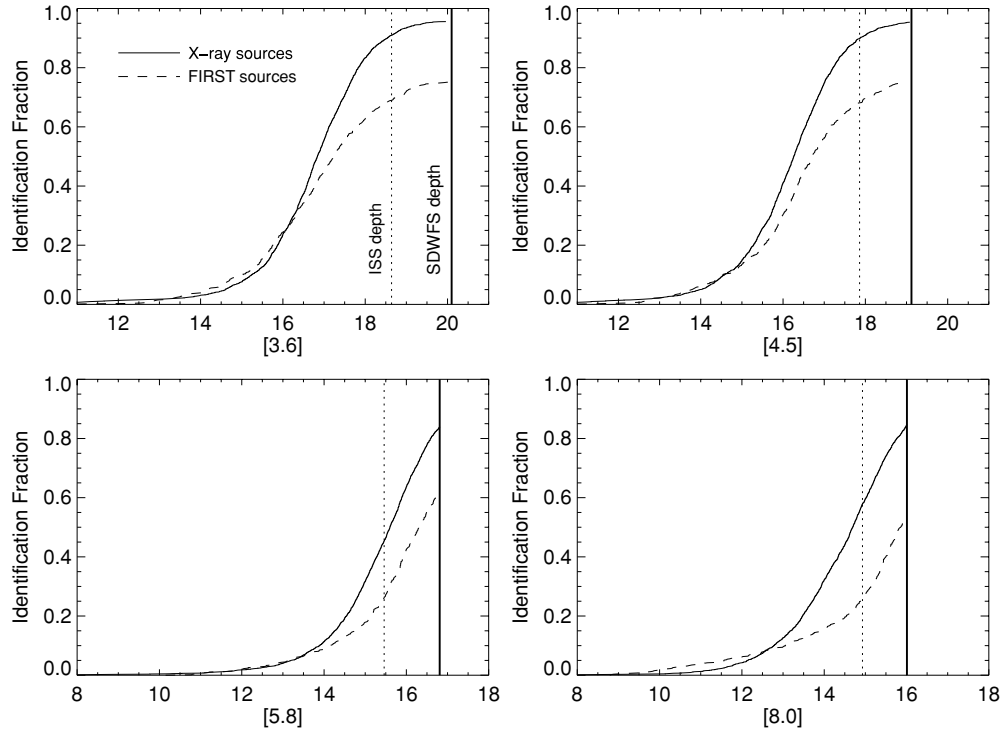 1.0
0.8
0.6
0.4
0.2
0.0
Identification Fraction
X−ray sources
FIRST sources
ISS depth
SDWFS depth
12 14 16 18 20
[3.6]
1.0
0.8
0.6
0.4
0.2
0.0
Identification Fraction
12 14 16 18 20
[4.5]
1.0
0.8
0.6
0.4
0.2
0.0
Identification Fraction
8 10 12 14 16 18
[5.8]
1.0
0.8
0.6
0.4
0.2
0.0
Identification Fraction
8 10 12 14 16 18
[8.0]